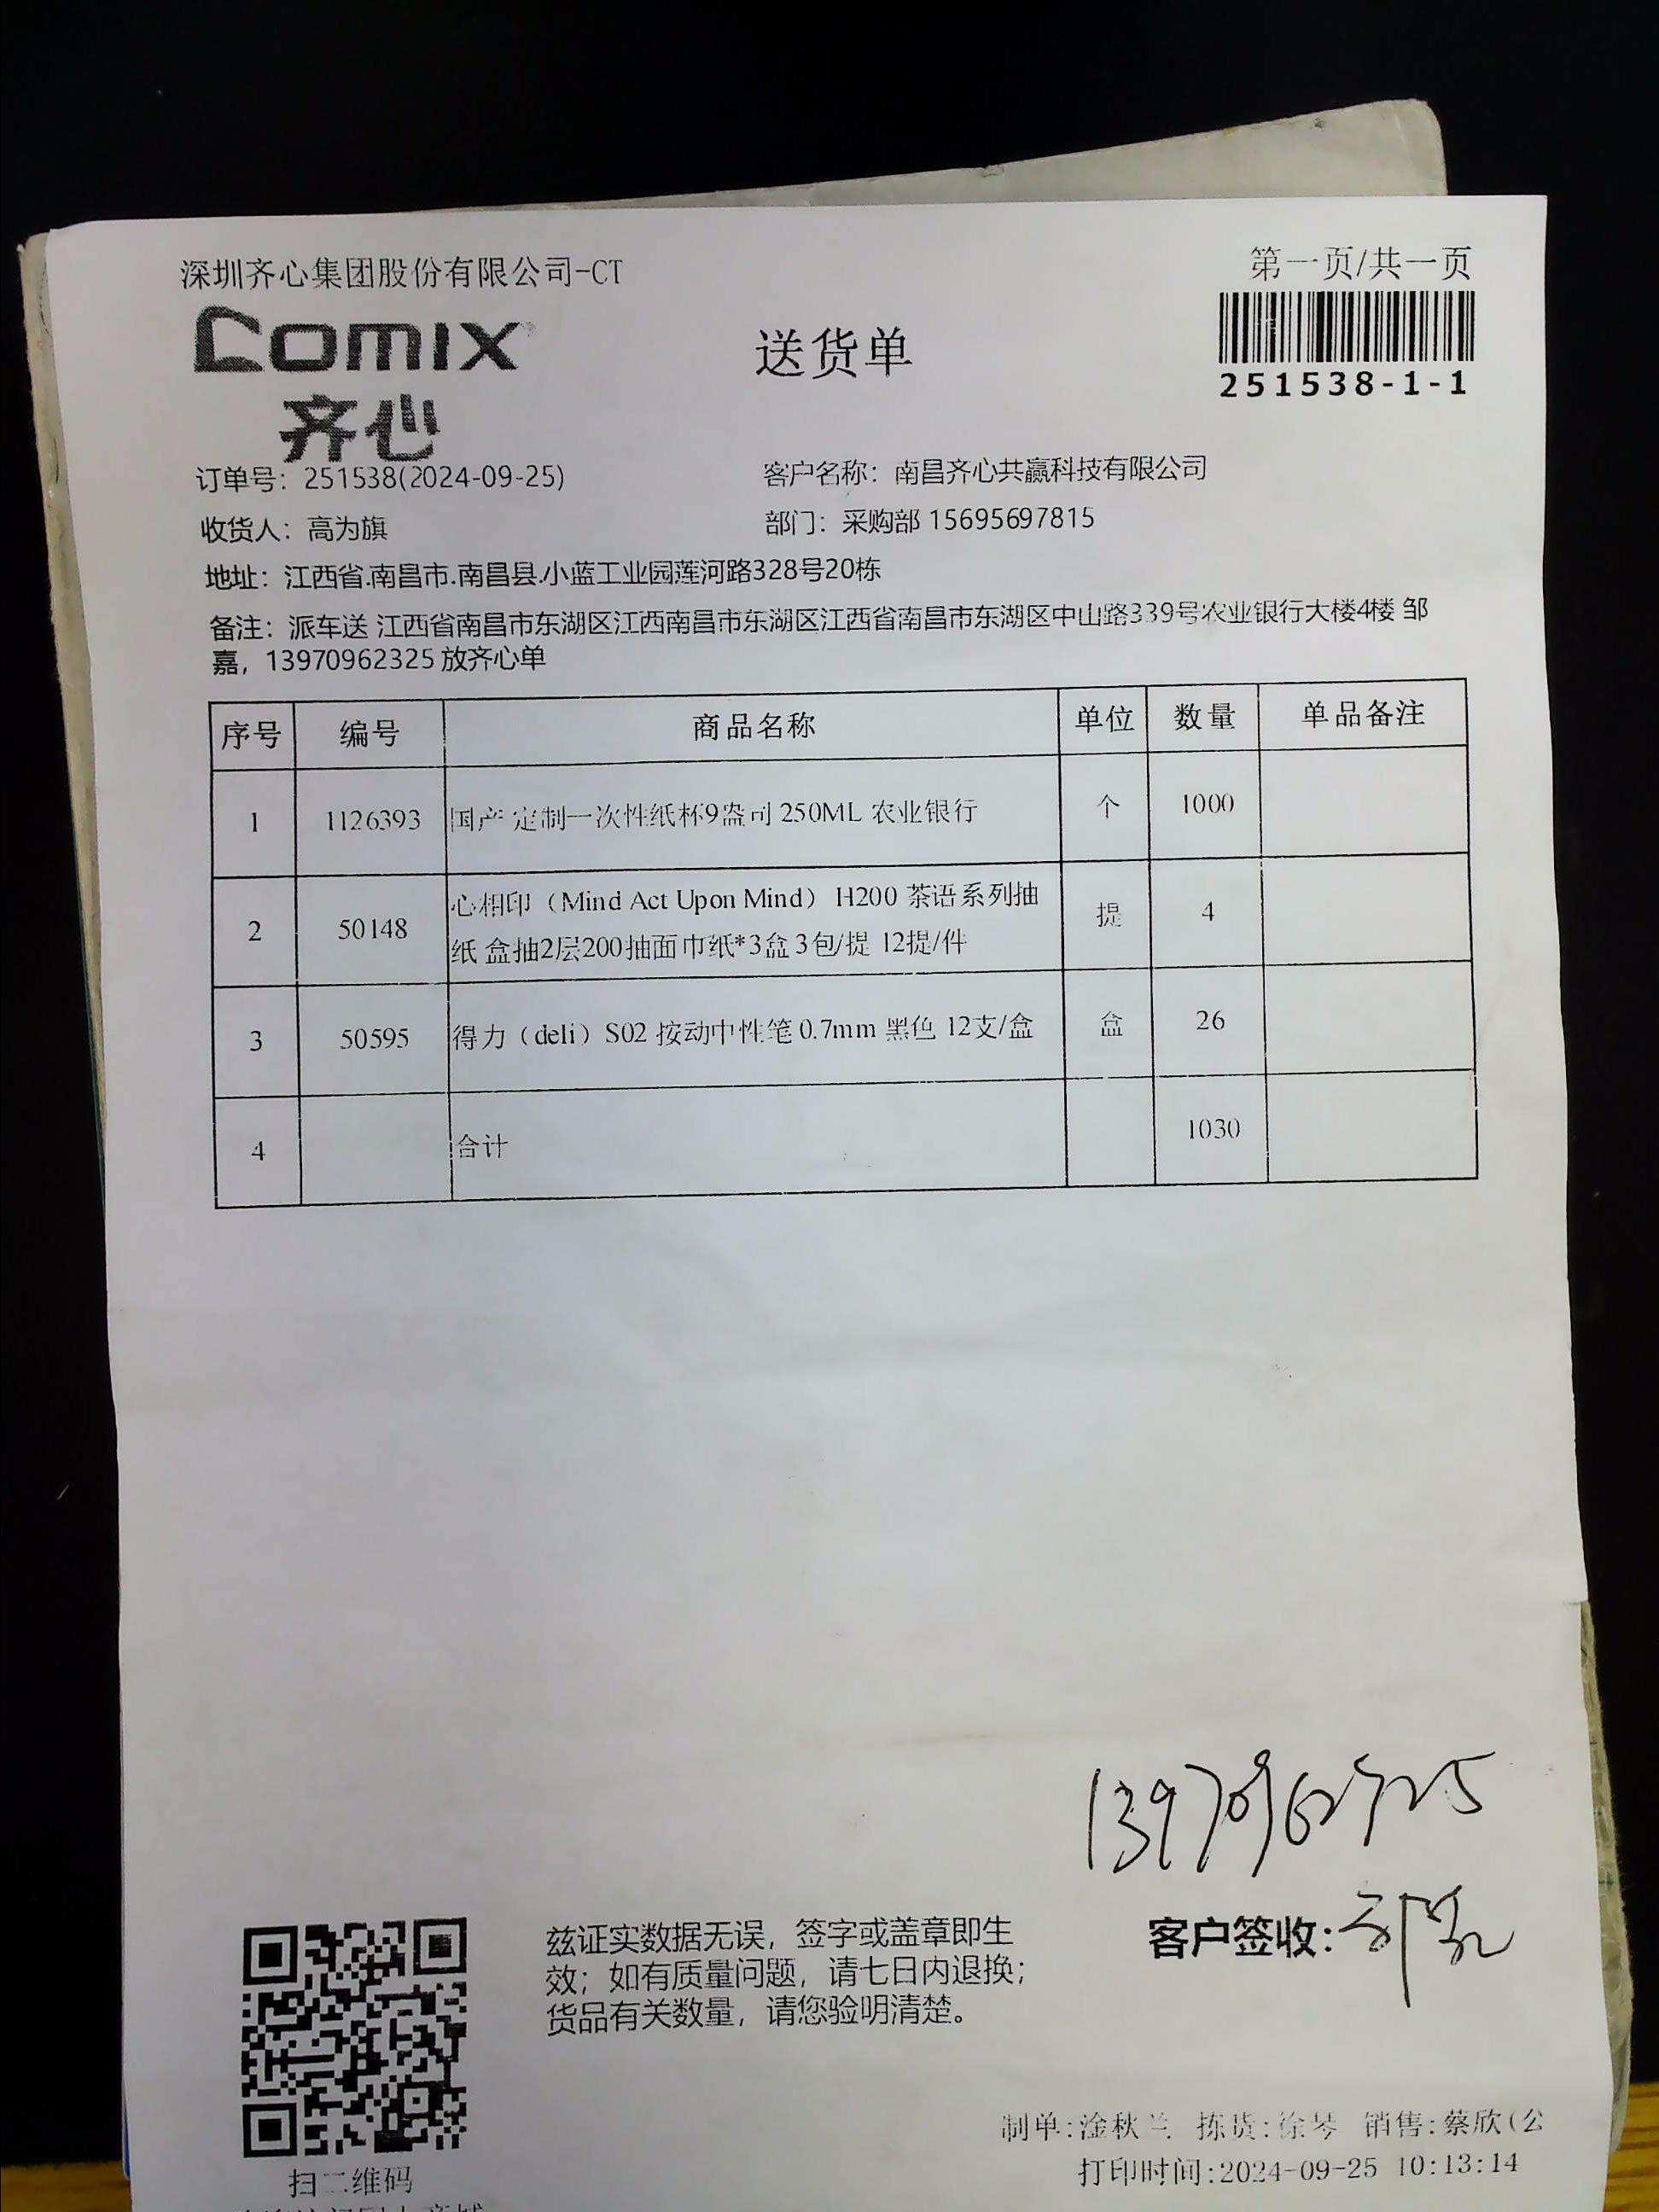 深圳齐心集团股份有限公司-CT
第一页/共一页
comix
齐心
送货单
251538-1-1
订单号：251538(2024-09-25)
客户名称：南昌齐心共赢科技有限公司
收货人：高为旗
部门：采购部 15695697815
地址：江西省.南昌市.南昌县.小蓝工业园莲河路328号20栋
备注：派车送 江西省南昌市东湖区江西南昌市东湖区江西省南昌市东湖区中山路339号农业银行大楼4楼 邹
嘉，13970962325 放齐心单
序号 编号 商品名称 单位 数量 单品备注
1 1126393 国产 定制一次性纸杯9盎司 250ML 农业银行 个 1000
2 50148 心相印（Mind Act Upon Mind） H200 茶语系列抽
纸 盒抽2层200抽面巾纸*3盒 3包/提 12提/件 提 4
3 50595 得力（deli）S02 按动中性笔 0.7mm 黑色 12支/盒 盒 26
4 合计 1030
兹证实数据无误，签字或盖章即生
效；如有质量问题，请七日内退换；
货品有关数量，请您验明清楚。
客户签收：
制单:淦秋兰 拣货:徐琴 销售:蔡欣(公
打印时间:2024-09-25 10:13:14
扫二维码